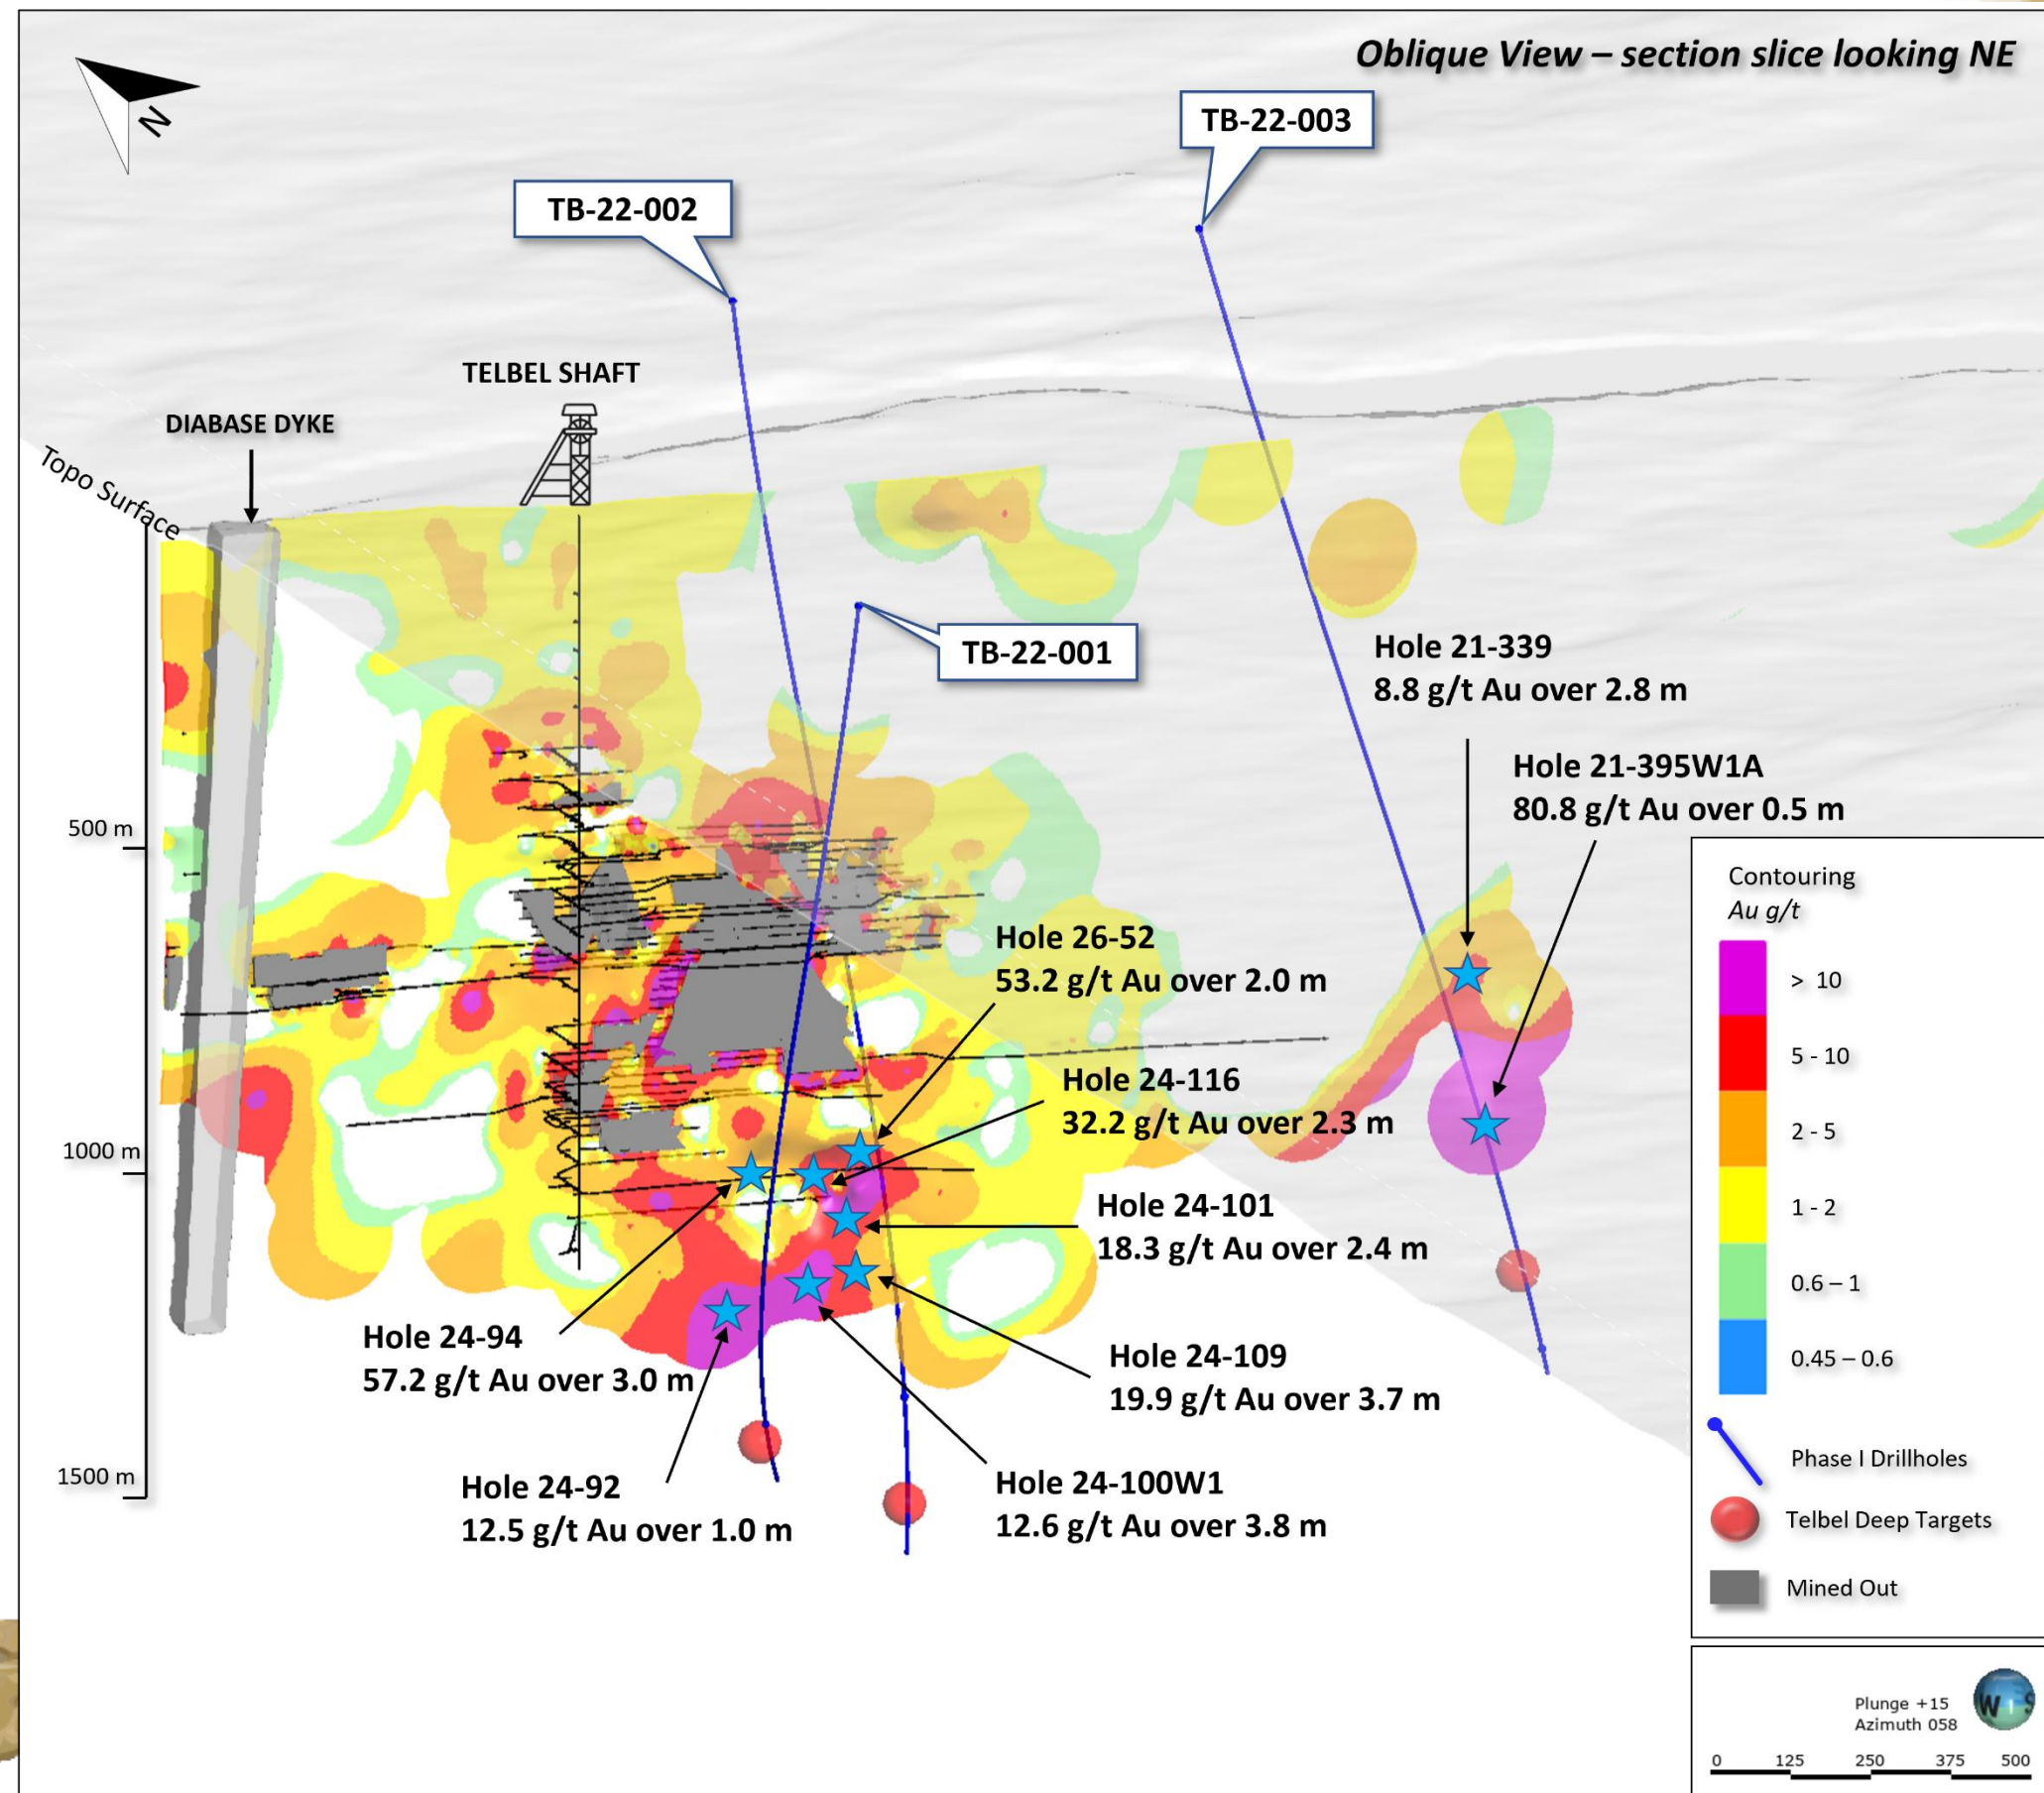 Oblique View – section slice looking NE
N
TB-22-003
TB-22-002
TELBEL SHAFT
DIABASE DYKE
Topo Surface
TB-22-001
Hole 21-339
8.8 g/t Au over 2.8 m
Hole 21-395W1A
80.8 g/t Au over 0.5 m
500 m
Hole 26-52
53.2 g/t Au over 2.0 m
Hole 24-116
32.2 g/t Au over 2.3 m
1000 m
Hole 24-101
18.3 g/t Au over 2.4 m
Hole 24-94
57.2 g/t Au over 3.0 m
Hole 24-109
19.9 g/t Au over 3.7 m
1500 m
Hole 24-92
12.5 g/t Au over 1.0 m
Hole 24-100W1
12.6 g/t Au over 3.8 m
Contouring
Au g/t
> 10
5 - 10
2 - 5
1 - 2
0.6 – 1
0.45 – 0.6
Phase I Drillholes
Telbel Deep Targets
Mined Out
Plunge +15
Azimuth 058
W S
0 125 250 375 500